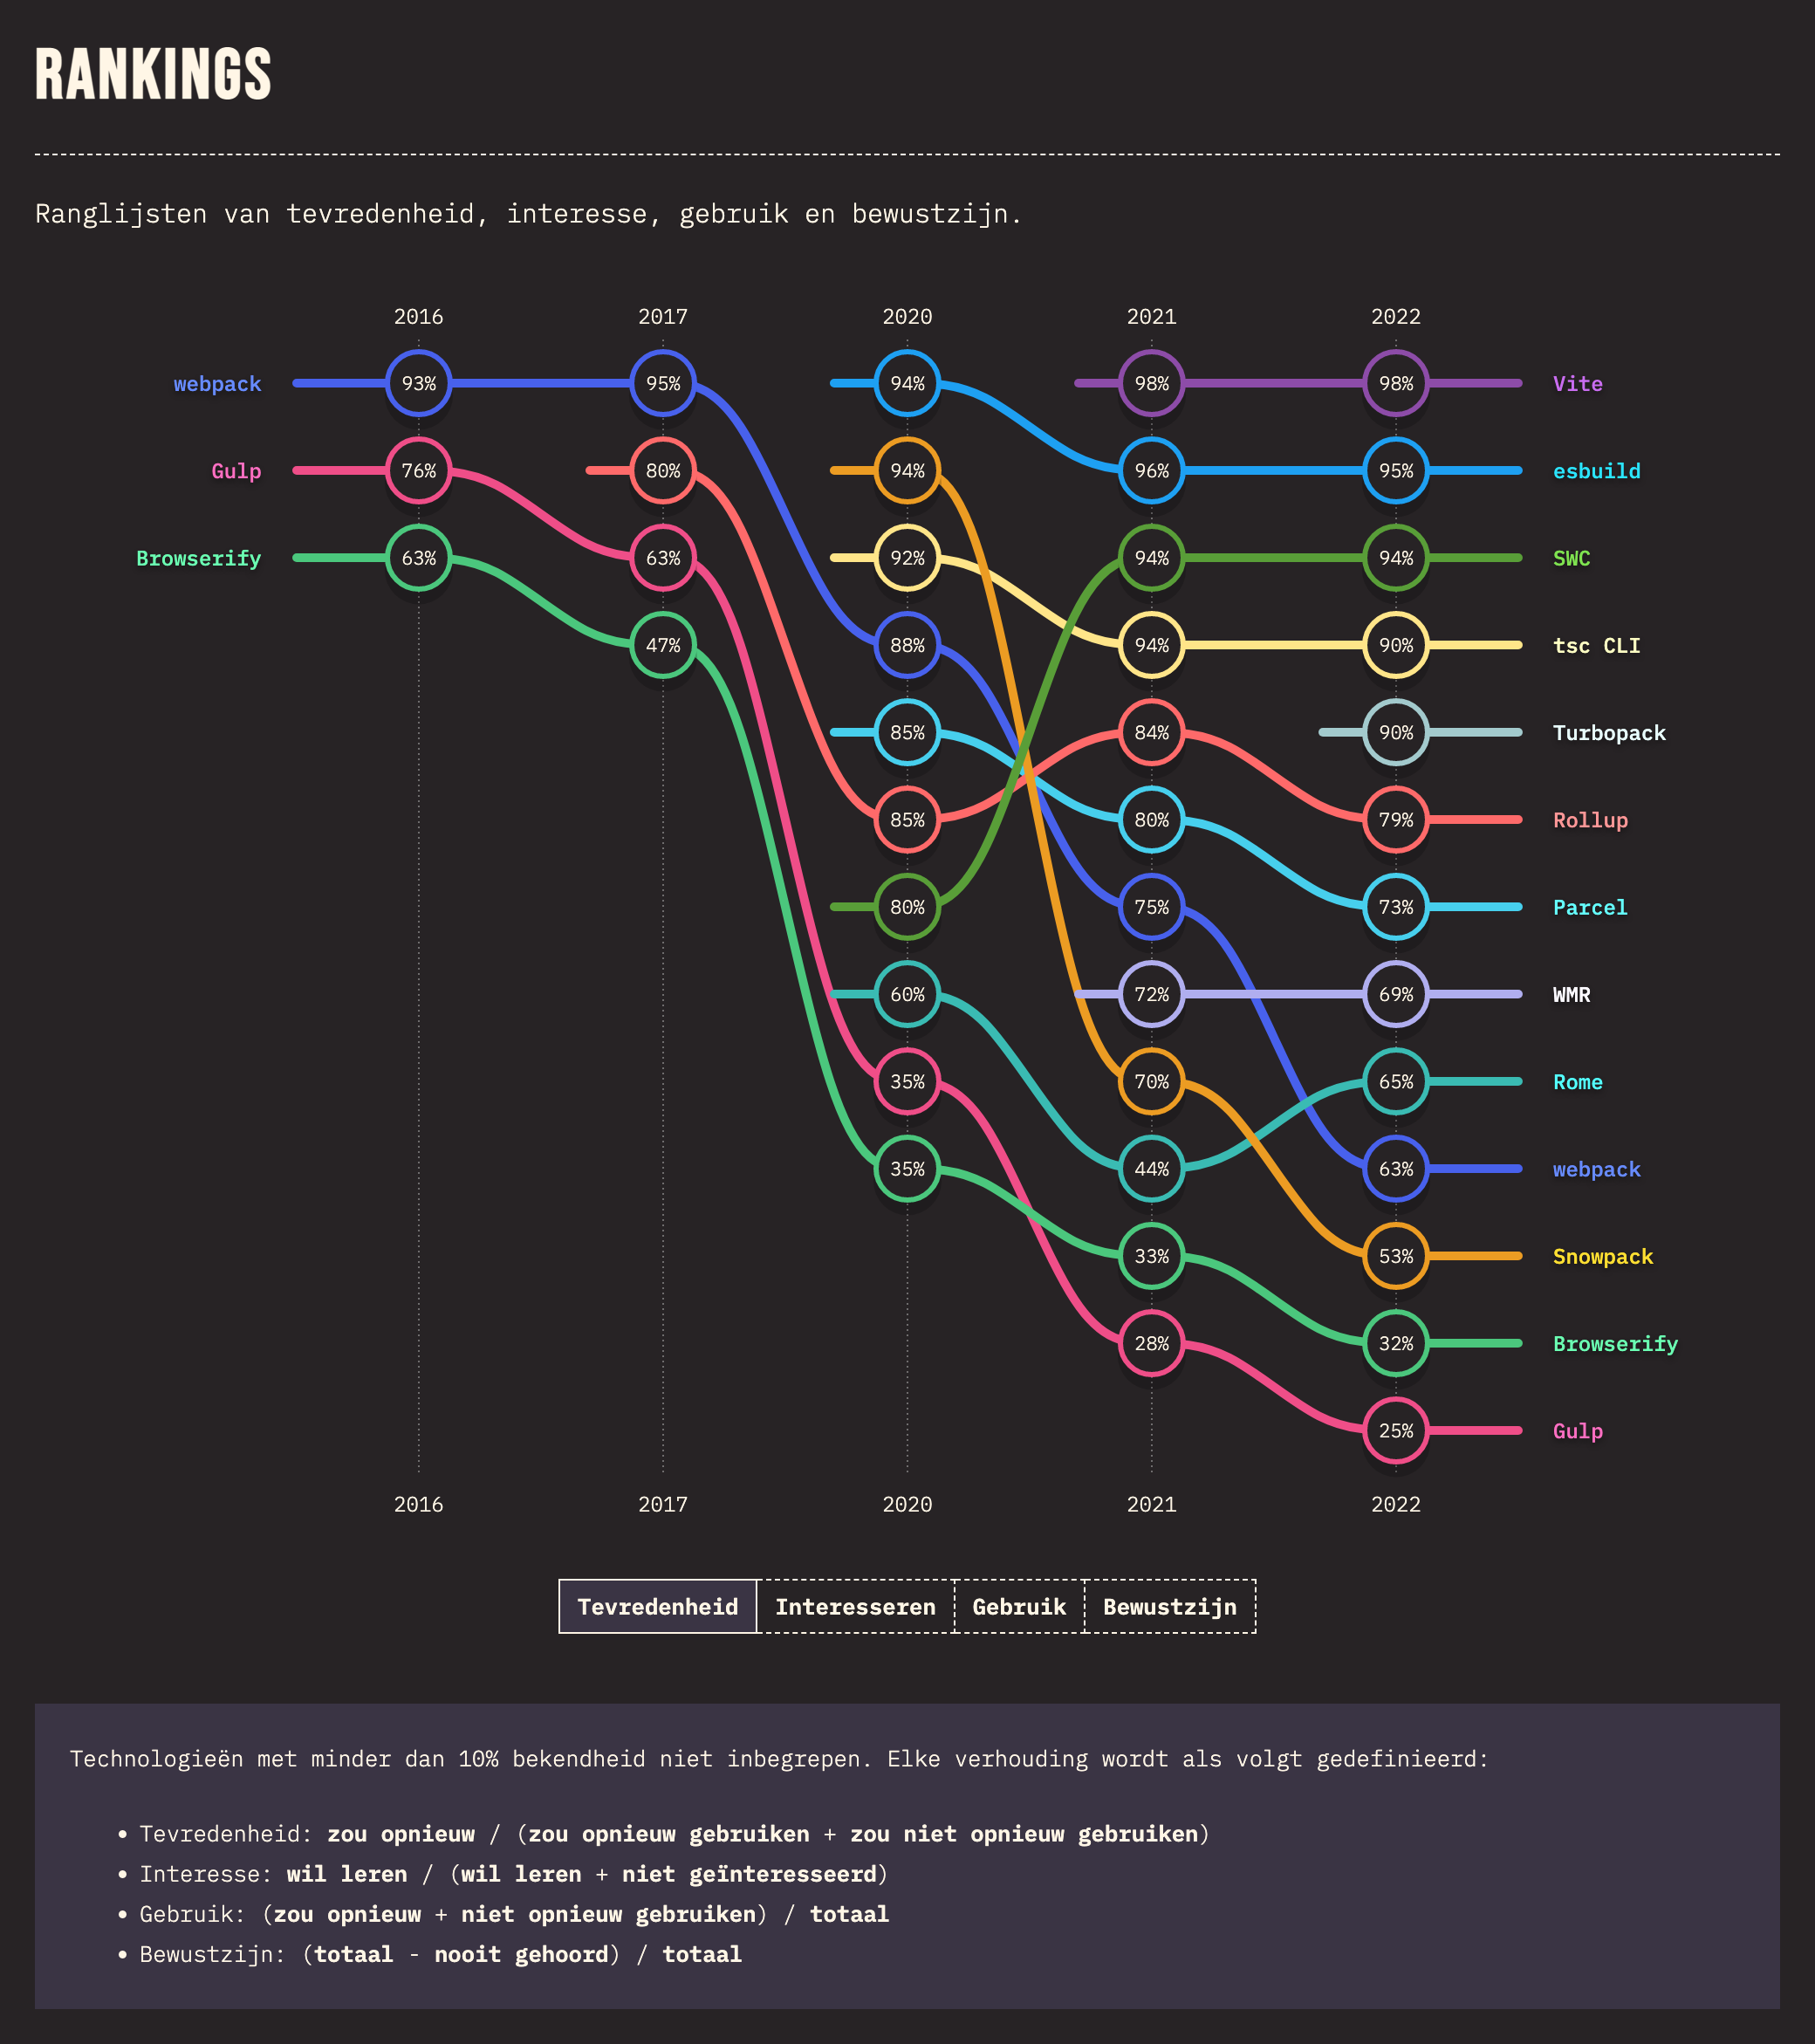 RANKINGS
Ranglijsten van tevredenheid, interesse, gebruik en bewustzijn.
2016 2017 2020 2021 2022
webpack 93% 95% 94% 98% 98% Vite
Gulp 76% 80% 94% 96% 95% esbuild
Browserify 63% 63% 92% 94% 94% SWC
47% 88% 94% 90% tsc CLI
85% 84% 90% Turbopack
85% 80% 79% Rollup
80% 75% 73% Parcel
60% 72% 69% WMR
35% 70% 65% Rome
35% 44% 63% webpack
33% 53% Snowpack
28% 32% Browserify
25% Gulp
2016 2017 2020 2021 2022
Tevredenheid Interesseren Gebruik Bewustzijn
Technologieën met minder dan 10% bekendheid niet inbegrepen. Elke verhouding wordt als volgt gedefinieerd:
• Tevredenheid: zou opnieuw / (zou opnieuw gebruiken + zou niet opnieuw gebruiken)
• Interesse: wil leren / (wil leren + niet geïnteresseerd)
• Gebruik: (zou opnieuw + niet opnieuw gebruiken) / totaal
• Bewustzijn: (totaal - nooit gehoord) / totaal